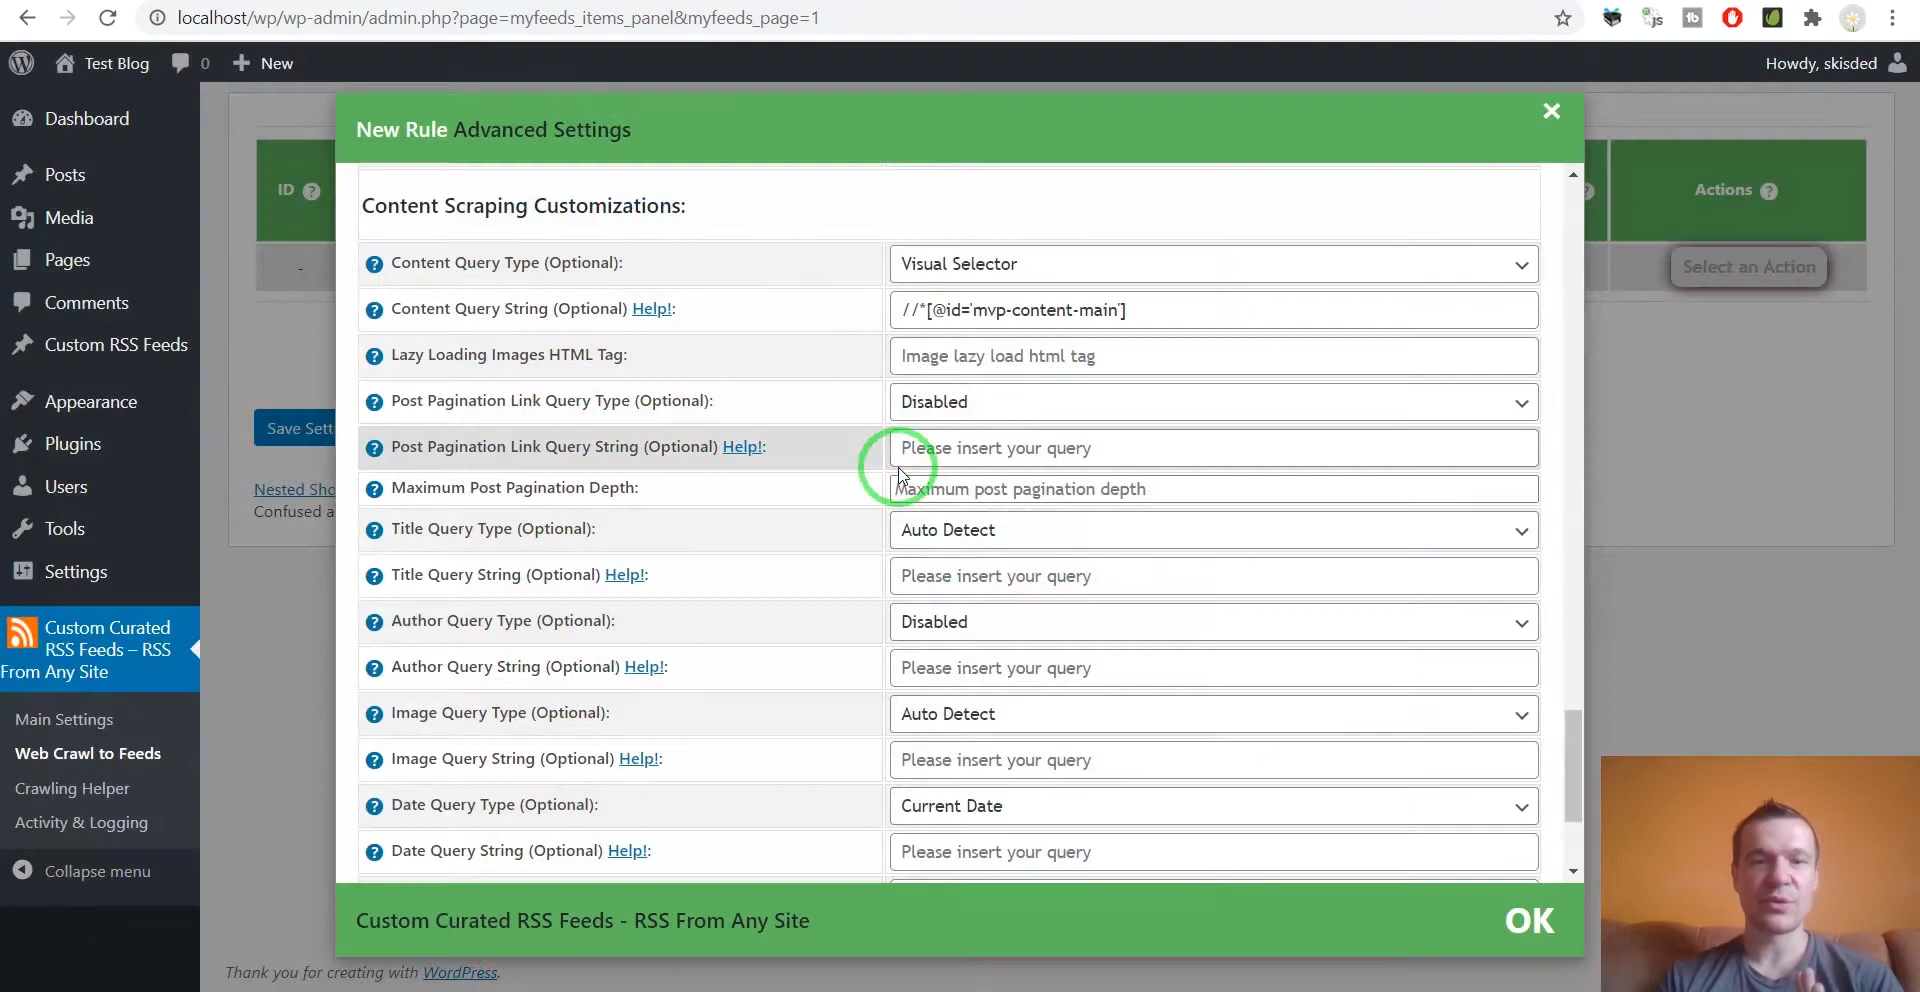 localhost/wp/wp-admin/admin.php?page=myfeeds_items_panel&myfeeds_page=1
Test Blog
0
New
Howdy, skisded
Dashboard
Posts
Media
Pages
Comments
Custom RSS Feeds
Appearance
Plugins
Users
Tools
Settings
Custom Curated
RSS Feeds – RSS
From Any Site
Main Settings
Web Crawl to Feeds
Crawling Helper
Activity & Logging
Collapse menu
ID ?
-
Save Sett
Nested Sho
Confused a
New Rule Advanced Settings
×
Content Scraping Customizations:
? Content Query Type (Optional): Visual Selector
? Content Query String (Optional) Help!: //*[@id='mvp-content-main']
? Lazy Loading Images HTML Tag: Image lazy load html tag
? Post Pagination Link Query Type (Optional): Disabled
? Post Pagination Link Query String (Optional) Help!: Please insert your query
? Maximum Post Pagination Depth: Maximum post pagination depth
? Title Query Type (Optional): Auto Detect
? Title Query String (Optional) Help!: Please insert your query
? Author Query Type (Optional): Disabled
? Author Query String (Optional) Help!: Please insert your query
? Image Query Type (Optional): Auto Detect
? Image Query String (Optional) Help!: Please insert your query
? Date Query Type (Optional): Current Date
? Date Query String (Optional) Help!: Please insert your query
Custom Curated RSS Feeds - RSS From Any Site
OK
? Actions ?
Select an Action
Thank you for creating with WordPress.
JS